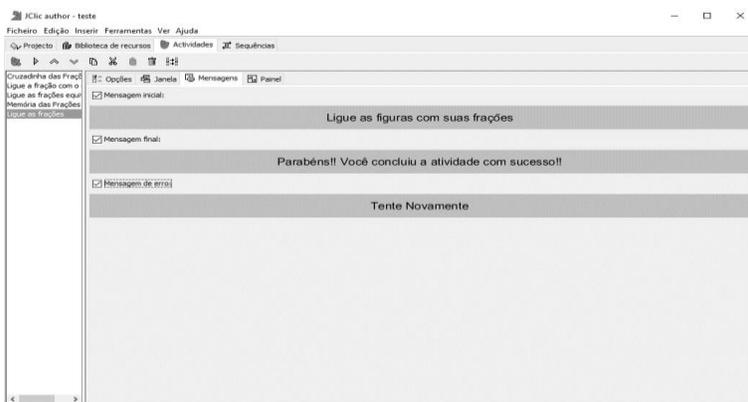 JClic author - teste
Ficheiro Edição Inserir Ferramentas Ver Ajuda
Projecto Biblioteca de recursos Actividades Sequências
Cruzadinha das Fraçõ
Ligue a fração com o
Ligue as frações equi
Memória das Frações
Ligue as frações
Opções Janela Mensagens Painel
Mensagem inicial:
Ligue as figuras com suas frações
Mensagem final:
Parabéns!! Você concluiu a atividade com sucesso!!
Mensagem de erro:
Tente Novamente